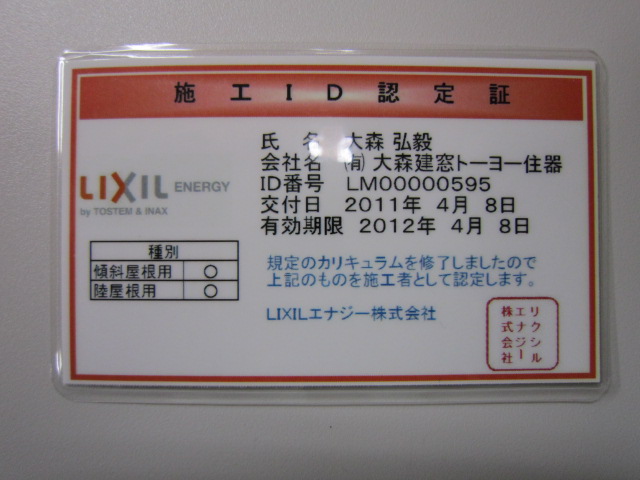 施工ID認定証
氏 名 大森 弘毅
会社名 ㈲ 大森建窓トーヨー住器
ID番号 LM00000595
交付日 2011年 4月 8日
有効期限 2012年 4月 8日
LIXIL ENERGY
by TOSTEM & INAX
種別
傾斜屋根用 ○
陸屋根用 ○
規定のカリキュラムを修了しましたので
上記のものを施工者として認定します。
LIXILエナジー株式会社
リクシル
エナジー
株式会社